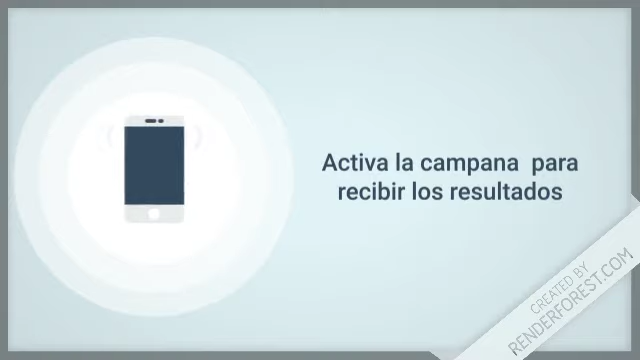 Activa la campana  para
recibir los resultados
CREATED BY
RENDERFOREST.COM